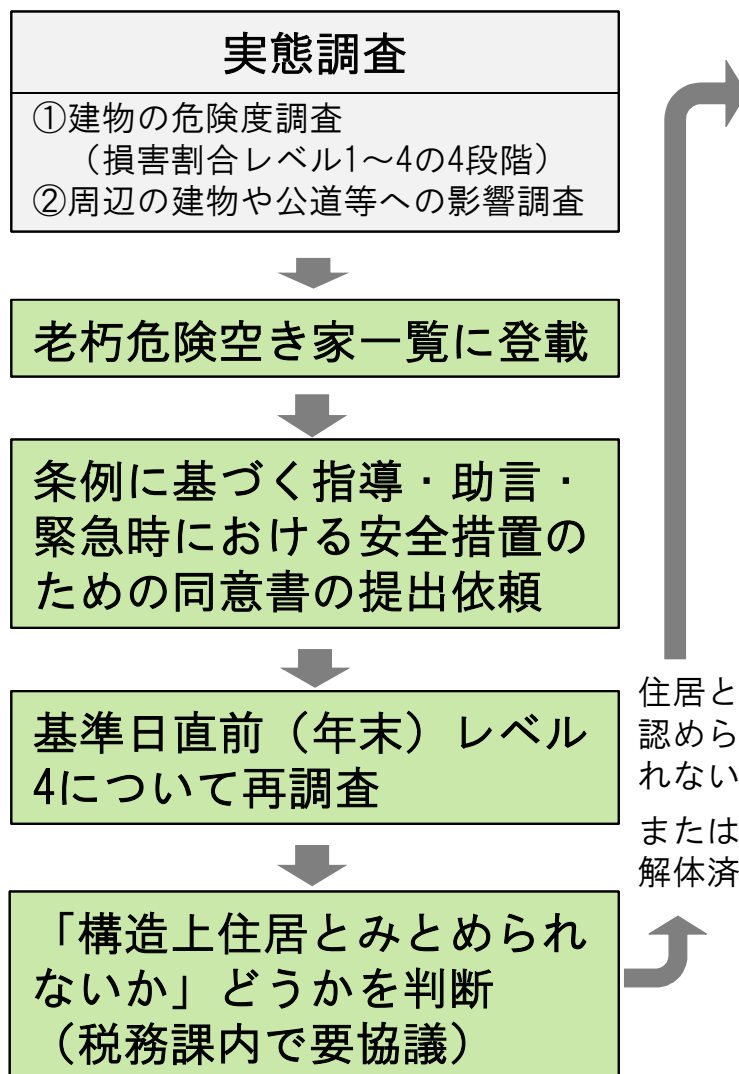 実態調査
①建物の危険度調査
（損害割合レベル1～4の4段階）
②周辺の建物や公道等への影響調査
老朽危険空き家一覧に登載
条例に基づく指導・助言・
緊急時における安全措置の
ための同意書の提出依頼
基準日直前（年末）レベル
4について再調査
「構造上住居とみとめられ
ないか」どうかを判断
（税務課内で要協議）
住居と
認めら
れない
または
解体済